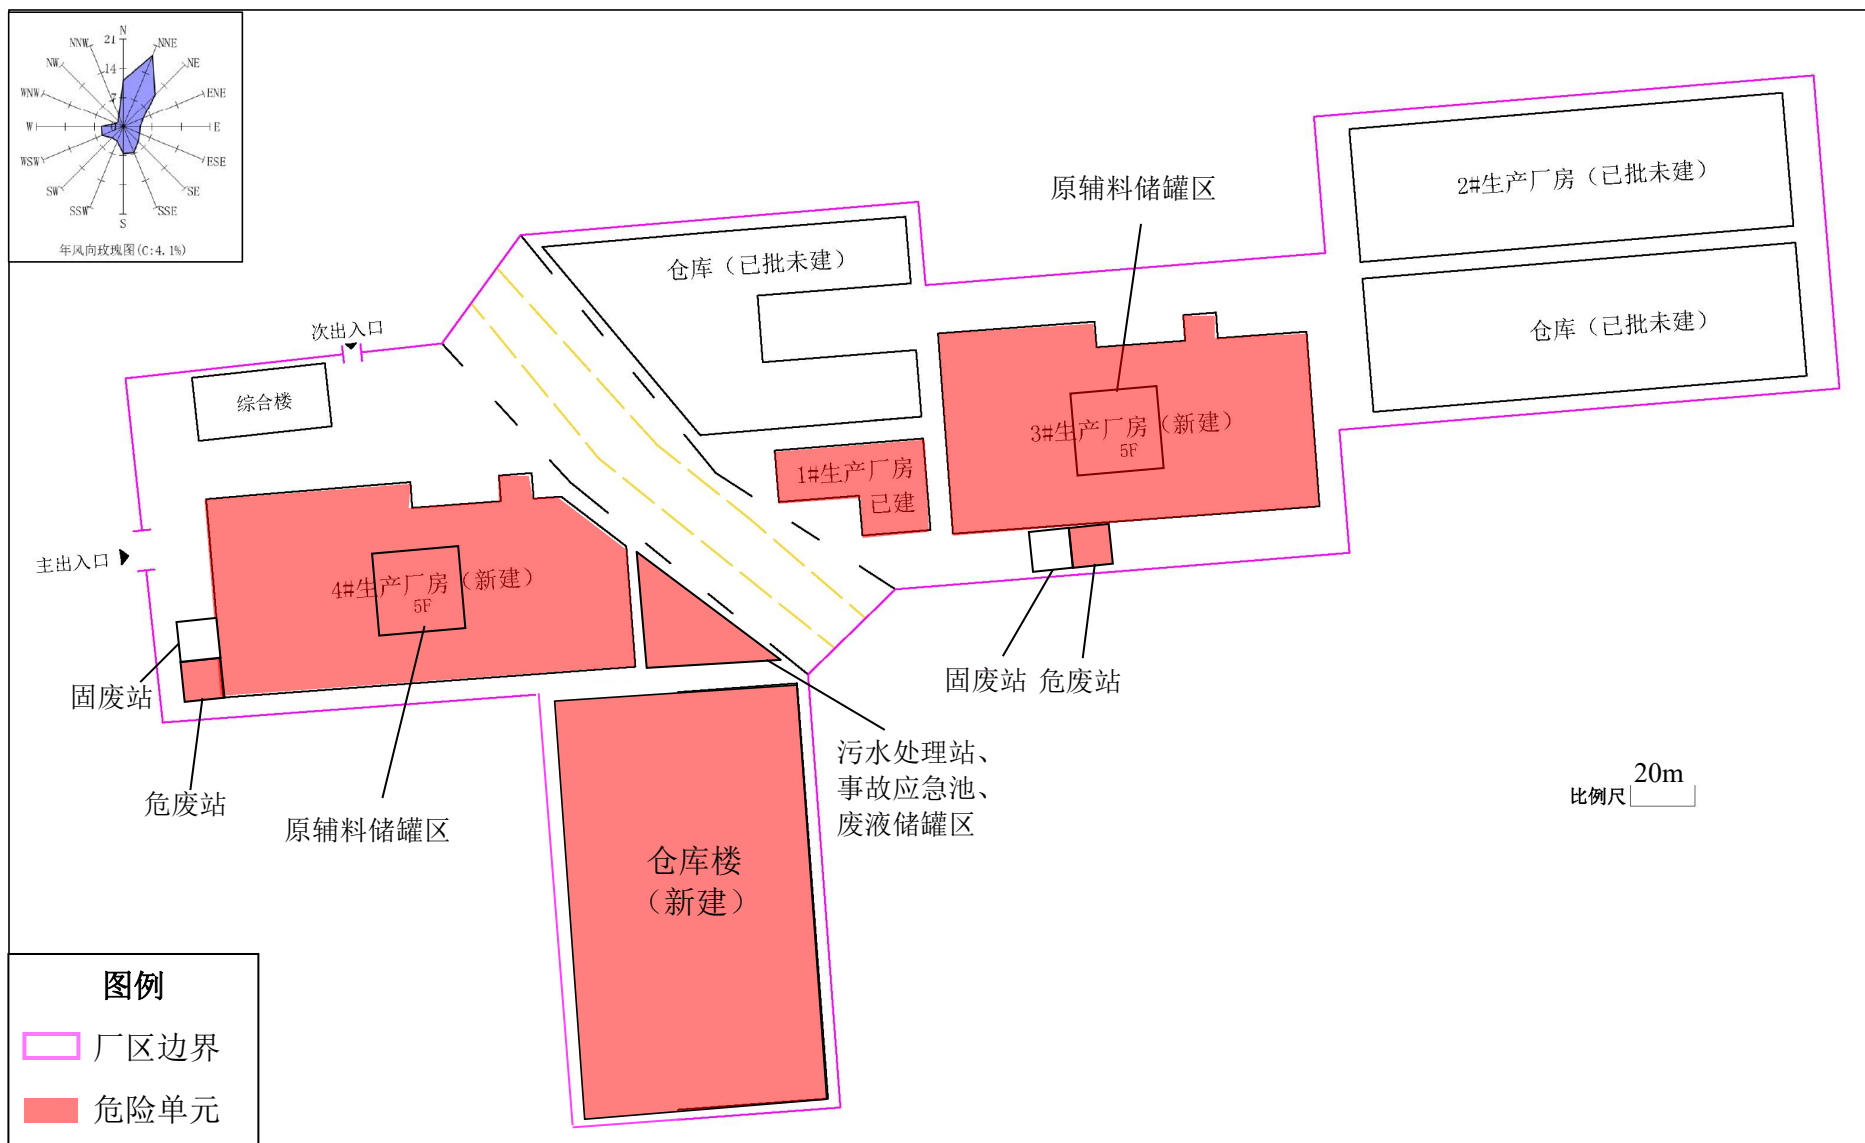 N
21
NNW
NNE
NW
14
NE
WNW
7
ENE
W
0
E
WSW
ESE
SW
SE
SSW
SSE
S
年风向玫瑰图(C:4.1%)
原辅料储罐区
2#生产厂房（已批未建）
仓库（已批未建）
仓库（已批未建）
次出入口
综合楼
3#生产厂房（新建）
5F
1#生产厂房
已建
主出入口
4#生产厂房（新建）
5F
固废站
危废站
固废站
危废站
原辅料储罐区
污水处理站、
事故应急池、
废液储罐区
20m
比例尺
仓库楼
（新建）
图例
厂区边界
危险单元